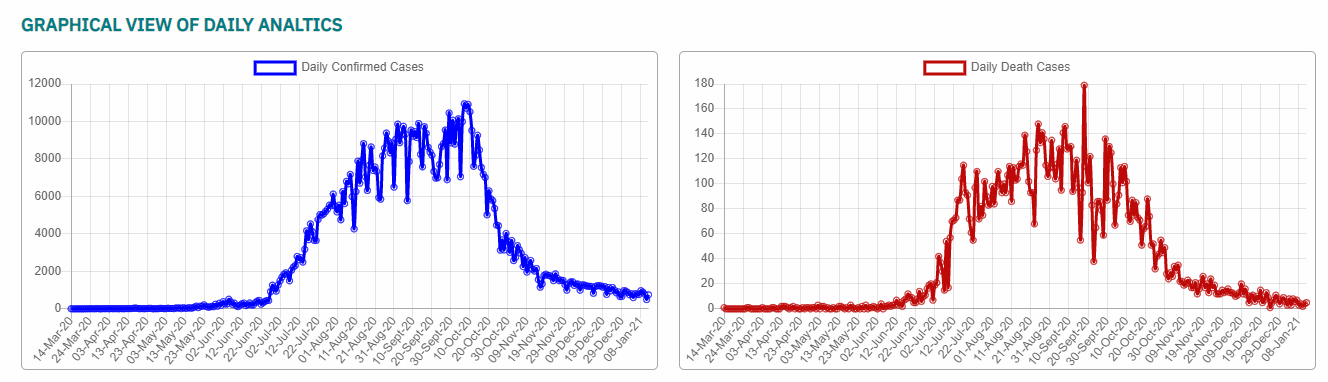 GRAPHICAL VIEW OF DAILY ANALTICS
Daily Confirmed Cases
12000
10000
8000
6000
4000
2000
0
14-Mar-20
24-Mar-20
03-Apr-20
13-Apr-20
23-Apr-20
03-May-20
13-May-20
23-May-20
02-Jun-20
12-Jun-20
22-Jun-20
02-Jul-20
12-Jul-20
22-Jul-20
01-Aug-20
11-Aug-20
21-Aug-20
31-Aug-20
10-Sept-20
20-Sept-20
30-Sept-20
10-Oct-20
20-Oct-20
30-Oct-20
09-Nov-20
19-Nov-20
29-Nov-20
09-Dec-20
19-Dec-20
29-Dec-20
08-Jan-21
Daily Death Cases
180
160
140
120
100
80
60
40
20
0
14-Mar-20
24-Mar-20
03-Apr-20
13-Apr-20
23-Apr-20
03-May-20
13-May-20
23-May-20
02-Jun-20
12-Jun-20
22-Jun-20
02-Jul-20
12-Jul-20
22-Jul-20
01-Aug-20
11-Aug-20
21-Aug-20
31-Aug-20
10-Sept-20
20-Sept-20
30-Sept-20
10-Oct-20
20-Oct-20
30-Oct-20
09-Nov-20
19-Nov-20
29-Nov-20
09-Dec-20
19-Dec-20
29-Dec-20
08-Jan-21